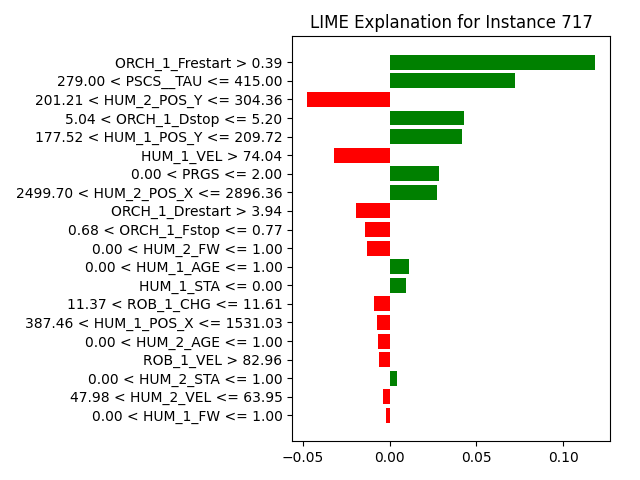 LIME Explanation for Instance 717
ORCH_1_Frestart > 0.39
279.00 < PSCS__TAU <= 415.00
201.21 < HUM_2_POS_Y <= 304.36
5.04 < ORCH_1_Dstop <= 5.20
177.52 < HUM_1_POS_Y <= 209.72
HUM_1_VEL > 74.04
0.00 < PRGS <= 2.00
2499.70 < HUM_2_POS_X <= 2896.36
ORCH_1_Drestart > 3.94
0.68 < ORCH_1_Fstop <= 0.77
0.00 < HUM_2_FW <= 1.00
0.00 < HUM_1_AGE <= 1.00
HUM_1_STA <= 0.00
11.37 < ROB_1_CHG <= 11.61
387.46 < HUM_1_POS_X <= 1531.03
0.00 < HUM_2_AGE <= 1.00
ROB_1_VEL > 82.96
0.00 < HUM_2_STA <= 1.00
47.98 < HUM_2_VEL <= 63.95
0.00 < HUM_1_FW <= 1.00
−0.05 0.00 0.05 0.10